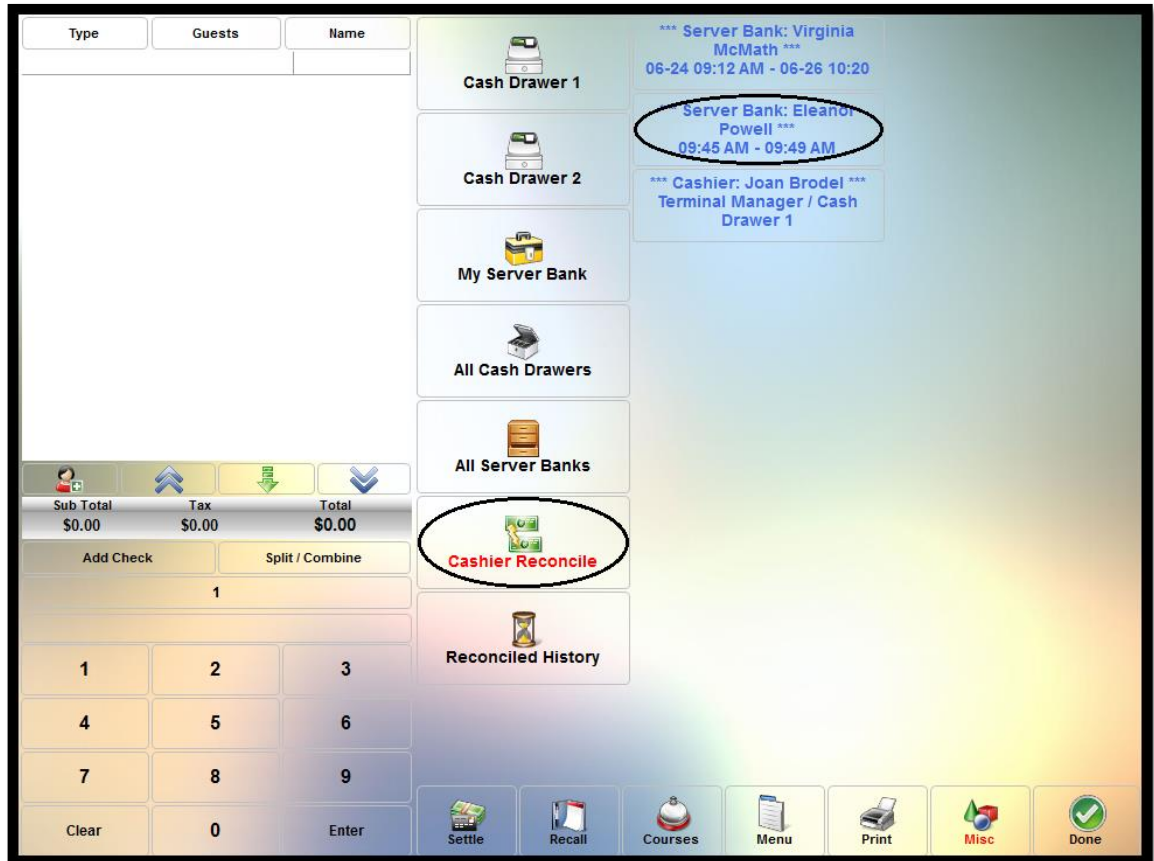 Type Guests Name
Cash Drawer 1
Cash Drawer 2
My Server Bank
All Cash Drawers
All Server Banks
Cashier Reconcile
Reconciled History
*** Server Bank: Virginia
McMath ***
06-24 09:12 AM - 06-26 10:20
*** Server Bank: Eleanor
Powell ***
09:45 AM - 09:49 AM
*** Cashier: Joan Brodel ***
Terminal Manager / Cash
Drawer 1
Sub Total Tax Total
$0.00 $0.00 $0.00
Add Check Split / Combine
1
1 2 3
4 5 6
7 8 9
Clear 0 Enter
Settle Recall Courses Menu Print Misc Done